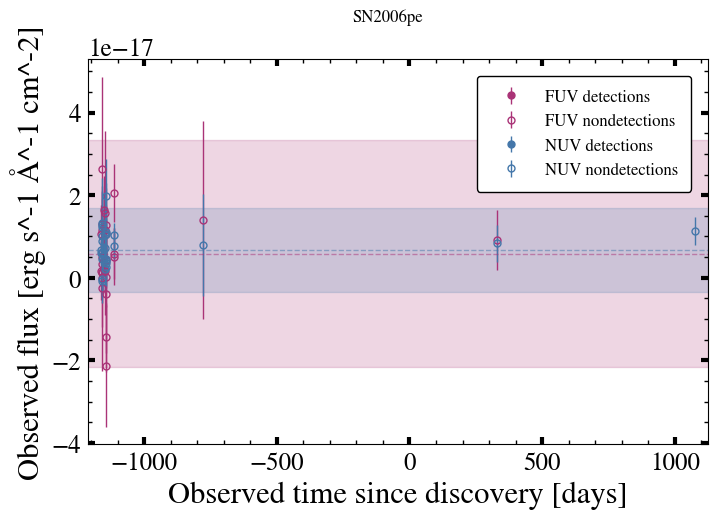 SN2006pe
1e−17
Observed flux [erg s^-1 Å^-1 cm^-2]
4
2
0
−2
−4
FUV detections
FUV nondetections
NUV detections
NUV nondetections
−1000 −500 0 500 1000
Observed time since discovery [days]